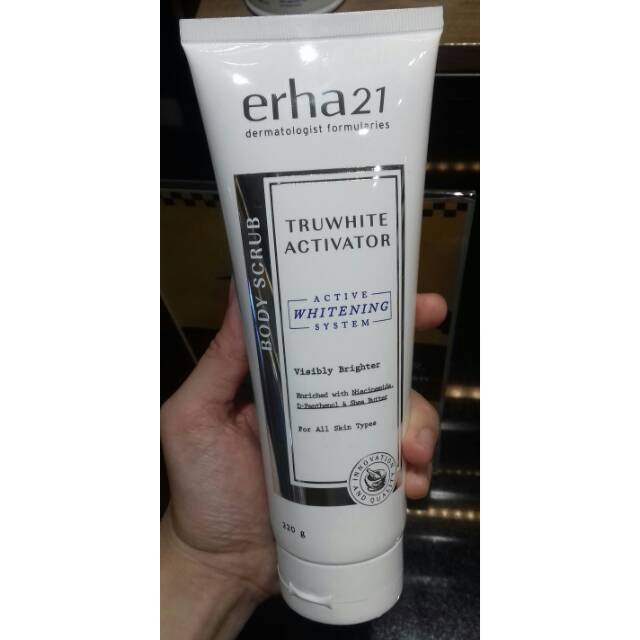 erha21
dermatologist formularies
BODY SCRUB
TRUWHITE
ACTIVATOR
ACTIVE
WHITENING
SYSTEM
Visibly Brighter
Enriched with Niacinamide,
D-Panthenol & Shea Butter
For All Skin Types
INNOVATION
AND QUALITY
220 g